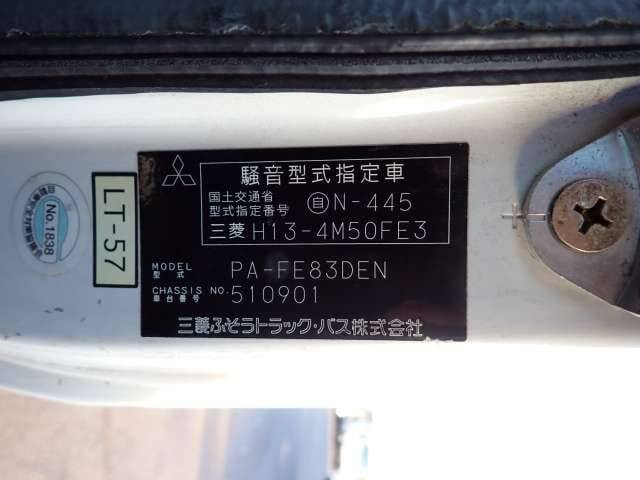 騒音型式指定車
国土交通省
型式指定番号 自N-445
三菱 H13-4M50FE3
MODEL
型式 PA-FE83DEN
CHASSIS NO.
車台番号 510901
三菱ふそうトラック・バス株式会社
LT-57
No. 1838